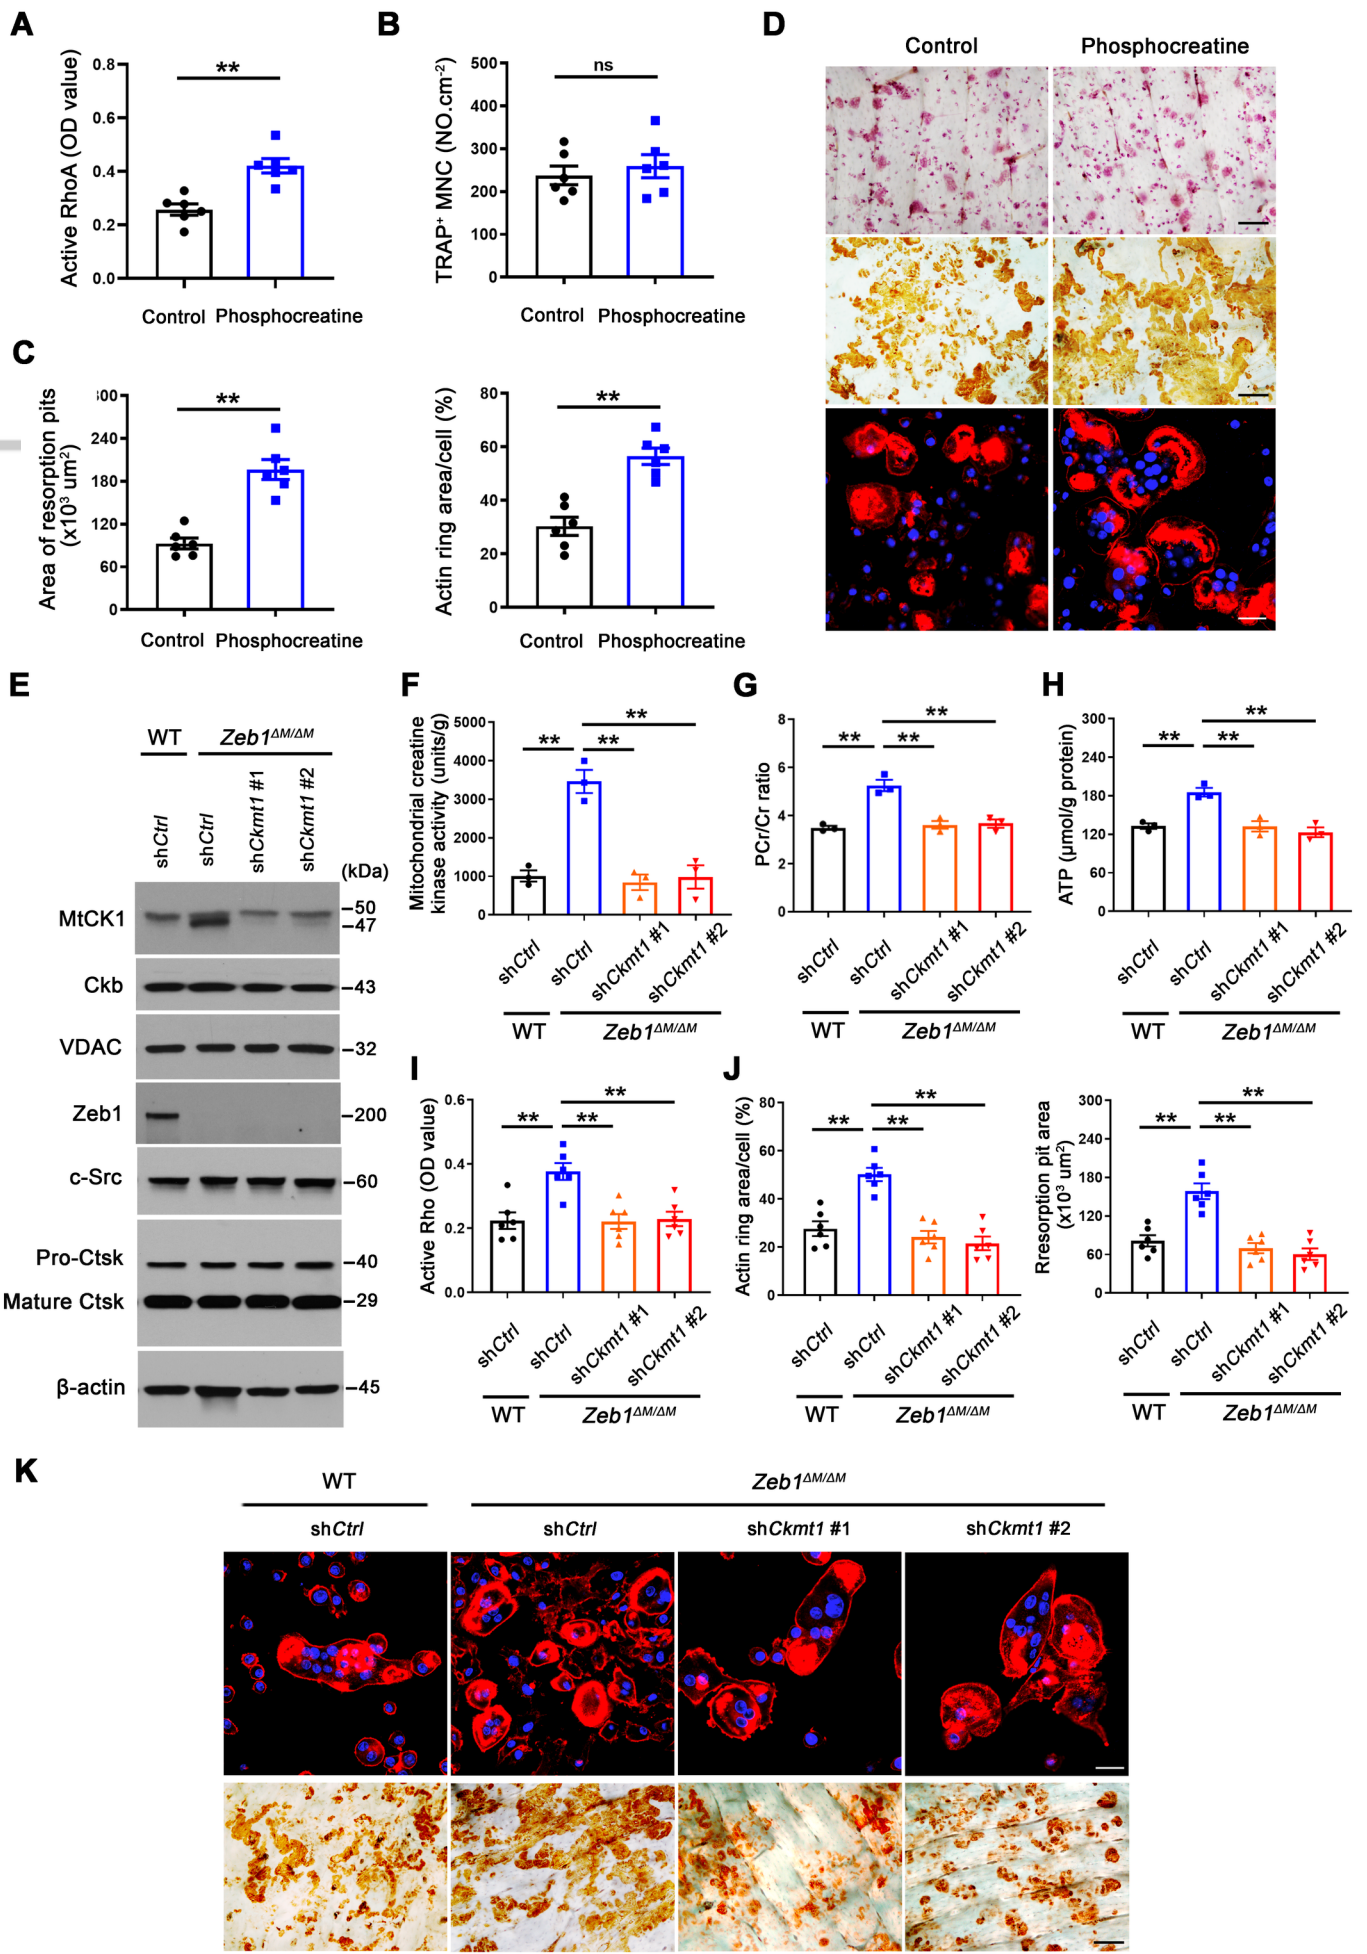 A
Active RhoA (OD value)
0.8
0.6
0.4
0.2
0.0
**
Control Phosphocreatine
B
TRAP⁺ MNC (NO.cm⁻²)
500
400
300
200
100
0
ns
Control Phosphocreatine
C
Area of resorption pits
(x10³ um²)
300
240
180
120
60
0
**
Control Phosphocreatine
Actin ring area/cell (%)
80
60
40
20
0
**
Control Phosphocreatine
D
Control Phosphocreatine
E
WT Zeb1ΔM/ΔM
shCtrl shCtrl shCkmt1 #1 shCkmt1 #2
(kDa)
MtCK1 –50
–47
Ckb –43
VDAC –32
Zeb1 –200
c-Src –60
Pro-Ctsk –40
Mature Ctsk –29
β-actin –45
F
Mitochondrial creatine
kinase activity (units/g)
5000
4000
3000
2000
1000
0
** ** **
shCtrl shCtrl shCkmt1 #1 shCkmt1 #2
WT Zeb1ΔM/ΔM
G
PCr/Cr ratio
8
6
4
2
0
** ** **
shCtrl shCtrl shCkmt1 #1 shCkmt1 #2
WT Zeb1ΔM/ΔM
H
ATP (μmol/g protein)
300
240
180
120
60
0
** ** **
shCtrl shCtrl shCkmt1 #1 shCkmt1 #2
WT Zeb1ΔM/ΔM
I
Active Rho (OD value)
0.6
0.4
0.2
0.0
** ** **
shCtrl shCtrl shCkmt1 #1 shCkmt1 #2
WT Zeb1ΔM/ΔM
J
Actin ring area/cell (%)
80
60
40
20
0
** ** **
shCtrl shCtrl shCkmt1 #1 shCkmt1 #2
WT Zeb1ΔM/ΔM
Rresorption pit area
(x10³ um²)
300
240
180
120
60
0
** ** **
shCtrl shCtrl shCkmt1 #1 shCkmt1 #2
WT Zeb1ΔM/ΔM
K
WT Zeb1ΔM/ΔM
shCtrl shCtrl shCkmt1 #1 shCkmt1 #2